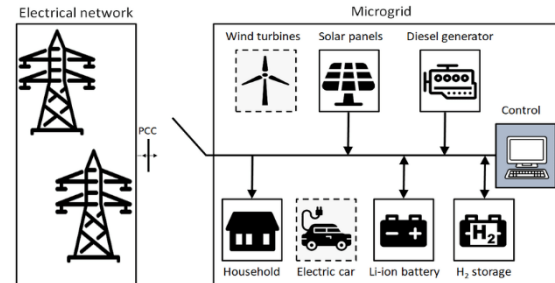 Electrical network
Microgrid
Wind turbines
Solar panels
Diesel generator
PCC
Control
H2
Household
Electric car
Li-ion battery
H₂ storage